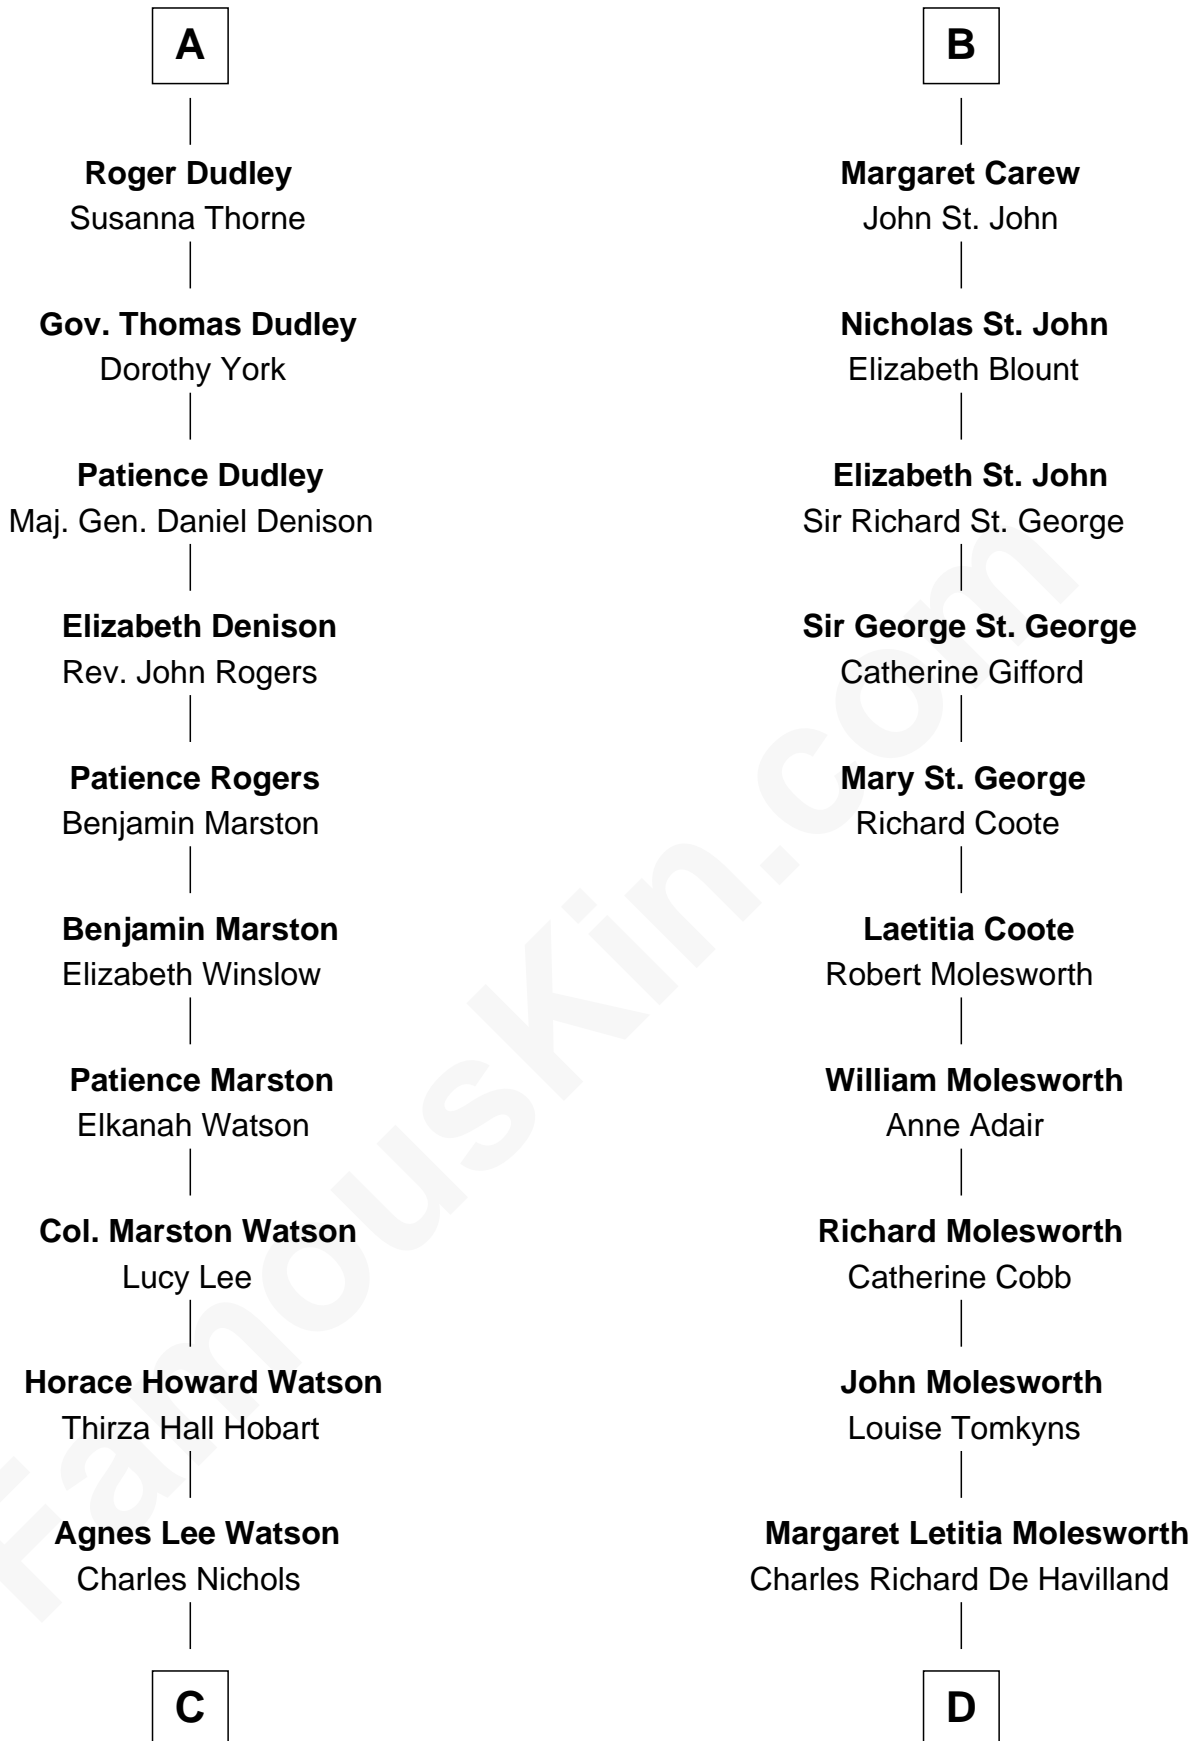 A
Roger Dudley
Susanna Thorne
Gov. Thomas Dudley
Dorothy York
Patience Dudley
Maj. Gen. Daniel Denison
Elizabeth Denison
Rev. John Rogers
Patience Rogers
Benjamin Marston
Benjamin Marston
Elizabeth Winslow
Patience Marston
Elkanah Watson
Col. Marston Watson
Lucy Lee
Horace Howard Watson
Thirza Hall Hobart
Agnes Lee Watson
Charles Nichols
C
B
Margaret Carew
John St. John
Nicholas St. John
Elizabeth Blount
Elizabeth St. John
Sir Richard St. George
Sir George St. George
Catherine Gifford
Mary St. George
Richard Coote
Laetitia Coote
Robert Molesworth
William Molesworth
Anne Adair
Richard Molesworth
Catherine Cobb
John Molesworth
Louise Tomkyns
Margaret Letitia Molesworth
Charles Richard De Havilland
D
FamousKin.com